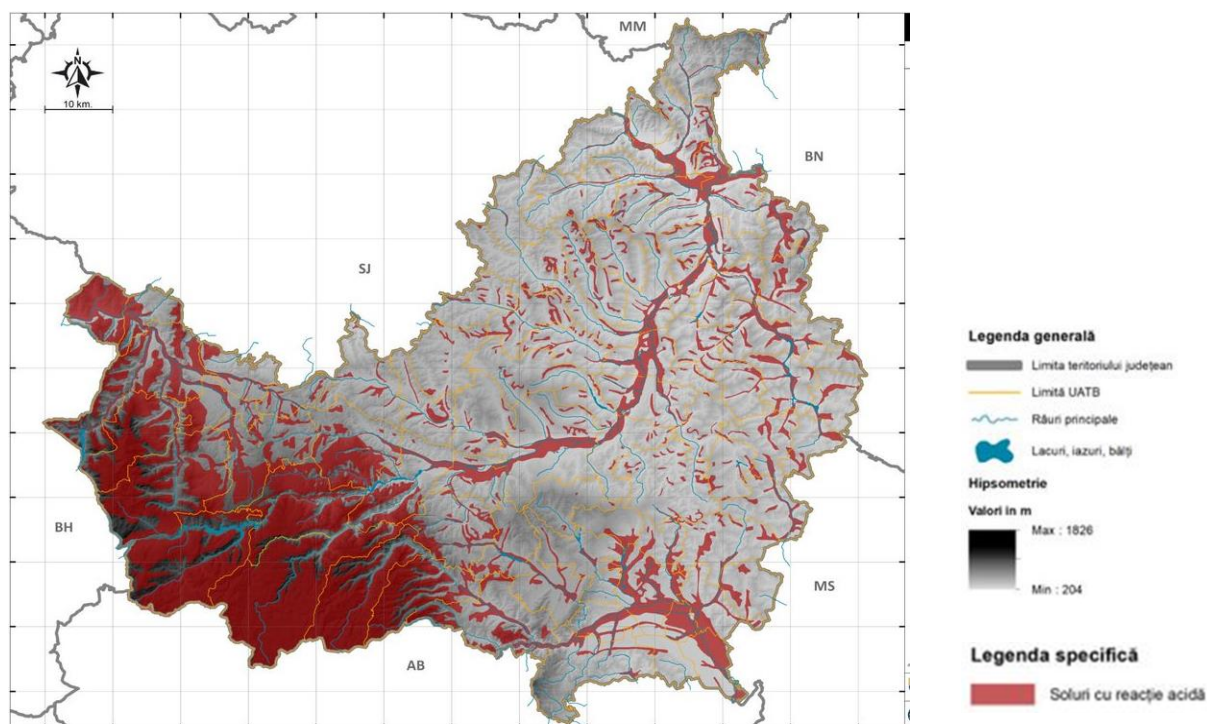 MM
N
10 km.
BN
SJ
BH
MS
AB
Legenda generală
Limita teritoriului județean
Limită UATB
Râuri principale
Lacuri, iazuri, bălți
Hipsometrie
Valori în m
Max : 1826
Min : 204
Legenda specifică
Soluri cu reacție acidă